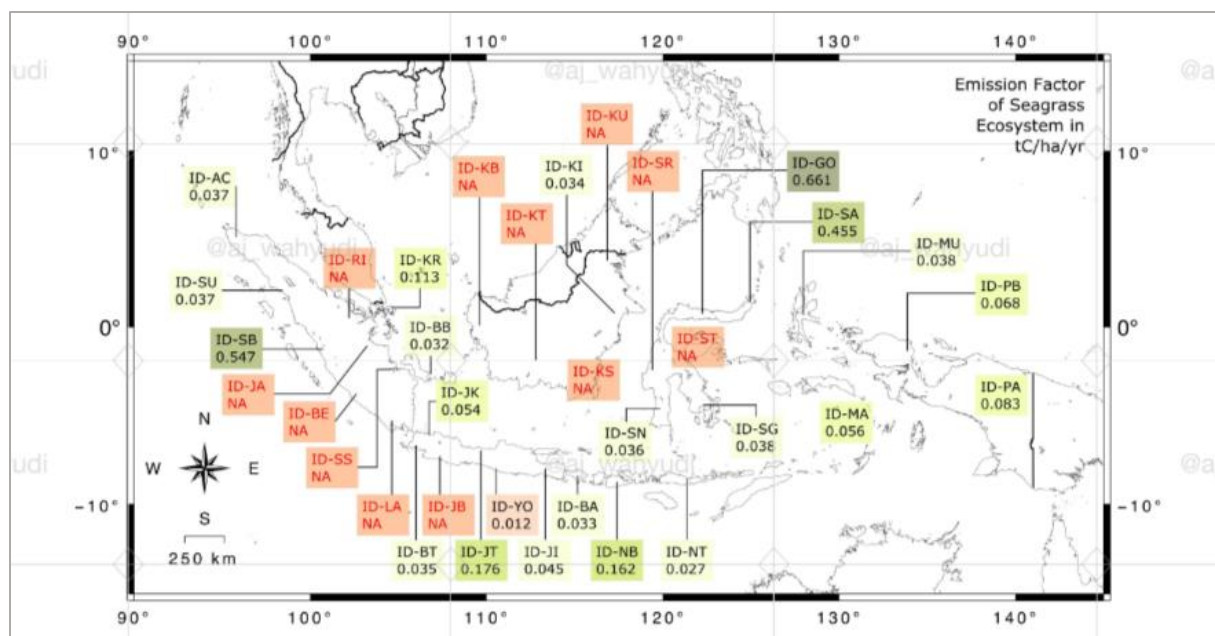 90°
100°
110°
120°
130°
140°
@aj_wahyudi
@a
udi
Emission Factor
of Seagrass
Ecosystem in
tC/ha/yr
10°
10°
ID-KU
NA
ID-KB
NA
ID-KI
0.034
ID-SR
NA
ID-GO
0.661
ID-AC
0.037
ID-KT
NA
ID-SA
0.455
@aj_wahyudi
@aj_wahyudi
ID-MU
0.038
ID-RI
NA
ID-KR
0.113
ID-SU
0.037
ID-PB
0.068
0°
0°
ID-BB
0.032
ID-SB
0.547
ID-ST
NA
ID-JA
NA
ID-KS
NA
ID-JK
0.054
ID-PA
0.083
ID-BE
NA
ID-MA
0.056
ID-SN
0.036
ID-SG
0.038
N
W
E
S
250 km
ID-SS
NA
udi
@aj_wahyudi
@a
-10°
-10°
ID-LA
NA
ID-JB
NA
ID-YO
0.012
ID-BA
0.033
ID-BT
0.035
ID-JT
0.176
ID-JI
0.045
ID-NB
0.162
ID-NT
0.027
90°
100°
110°
120°
130°
140°